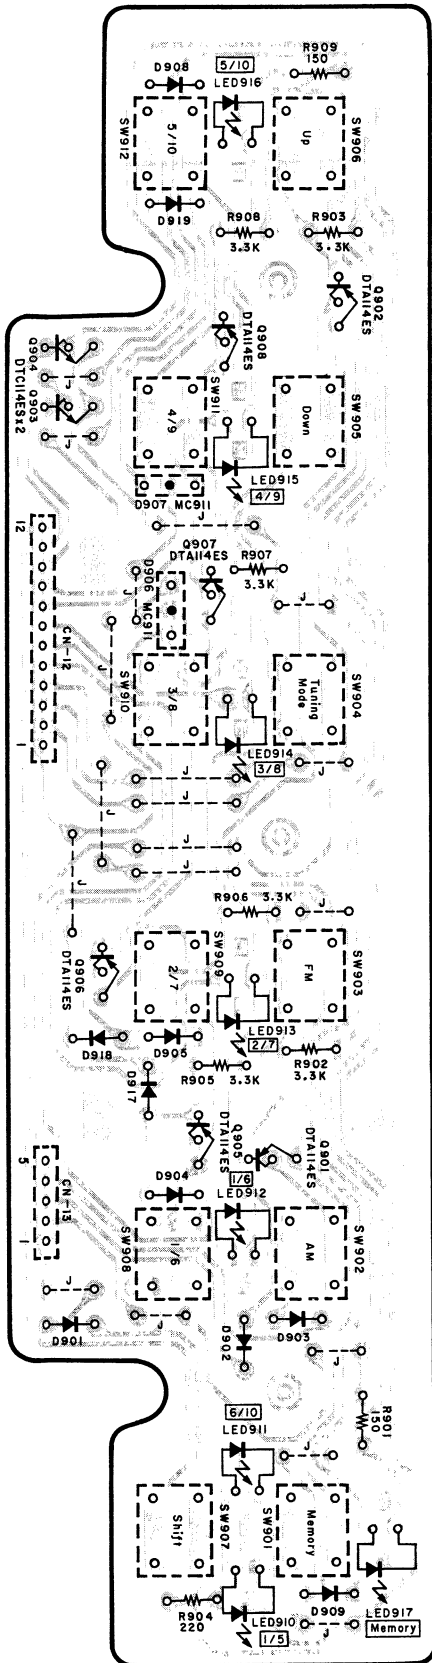 R909
150
5/10
D908
LED916
SW912
5/10
Up
SW906
D919
R908
3.3K
R903
3.3K
Q902
DTA114ES
Q908
DTA114ES
Q904
DTC114ESx2
Q903
J
J
SW911
4/9
Down
SW905
LED915
4/9
D907 MC911
J
12
CN-12
1
Q907
DTA114ES
R907
3.3K
D906 MC911
J
J
J
SW910
3/8
Tuning
Mode
SW904
LED914
3/8
J
J
J
J
J
J
J
R906 3.3K
J
Q906
DTA114ES
SW909
2/7
FM
SW903
LED913
2/7
D918
D905
R905 3.3K
R902
3.3K
D917
Q905
DTA114ES
Q901
DTA114ES
1/6
5
CN-13
1
D904
LED912
SW908
1/6
AM
SW902
J
J
D901
D902
D903
J
R901
150
6/10
LED911
J
Shift
SW907
SW901
Memory
R904
220
LED910
1/5
D909
J
LED917
Memory